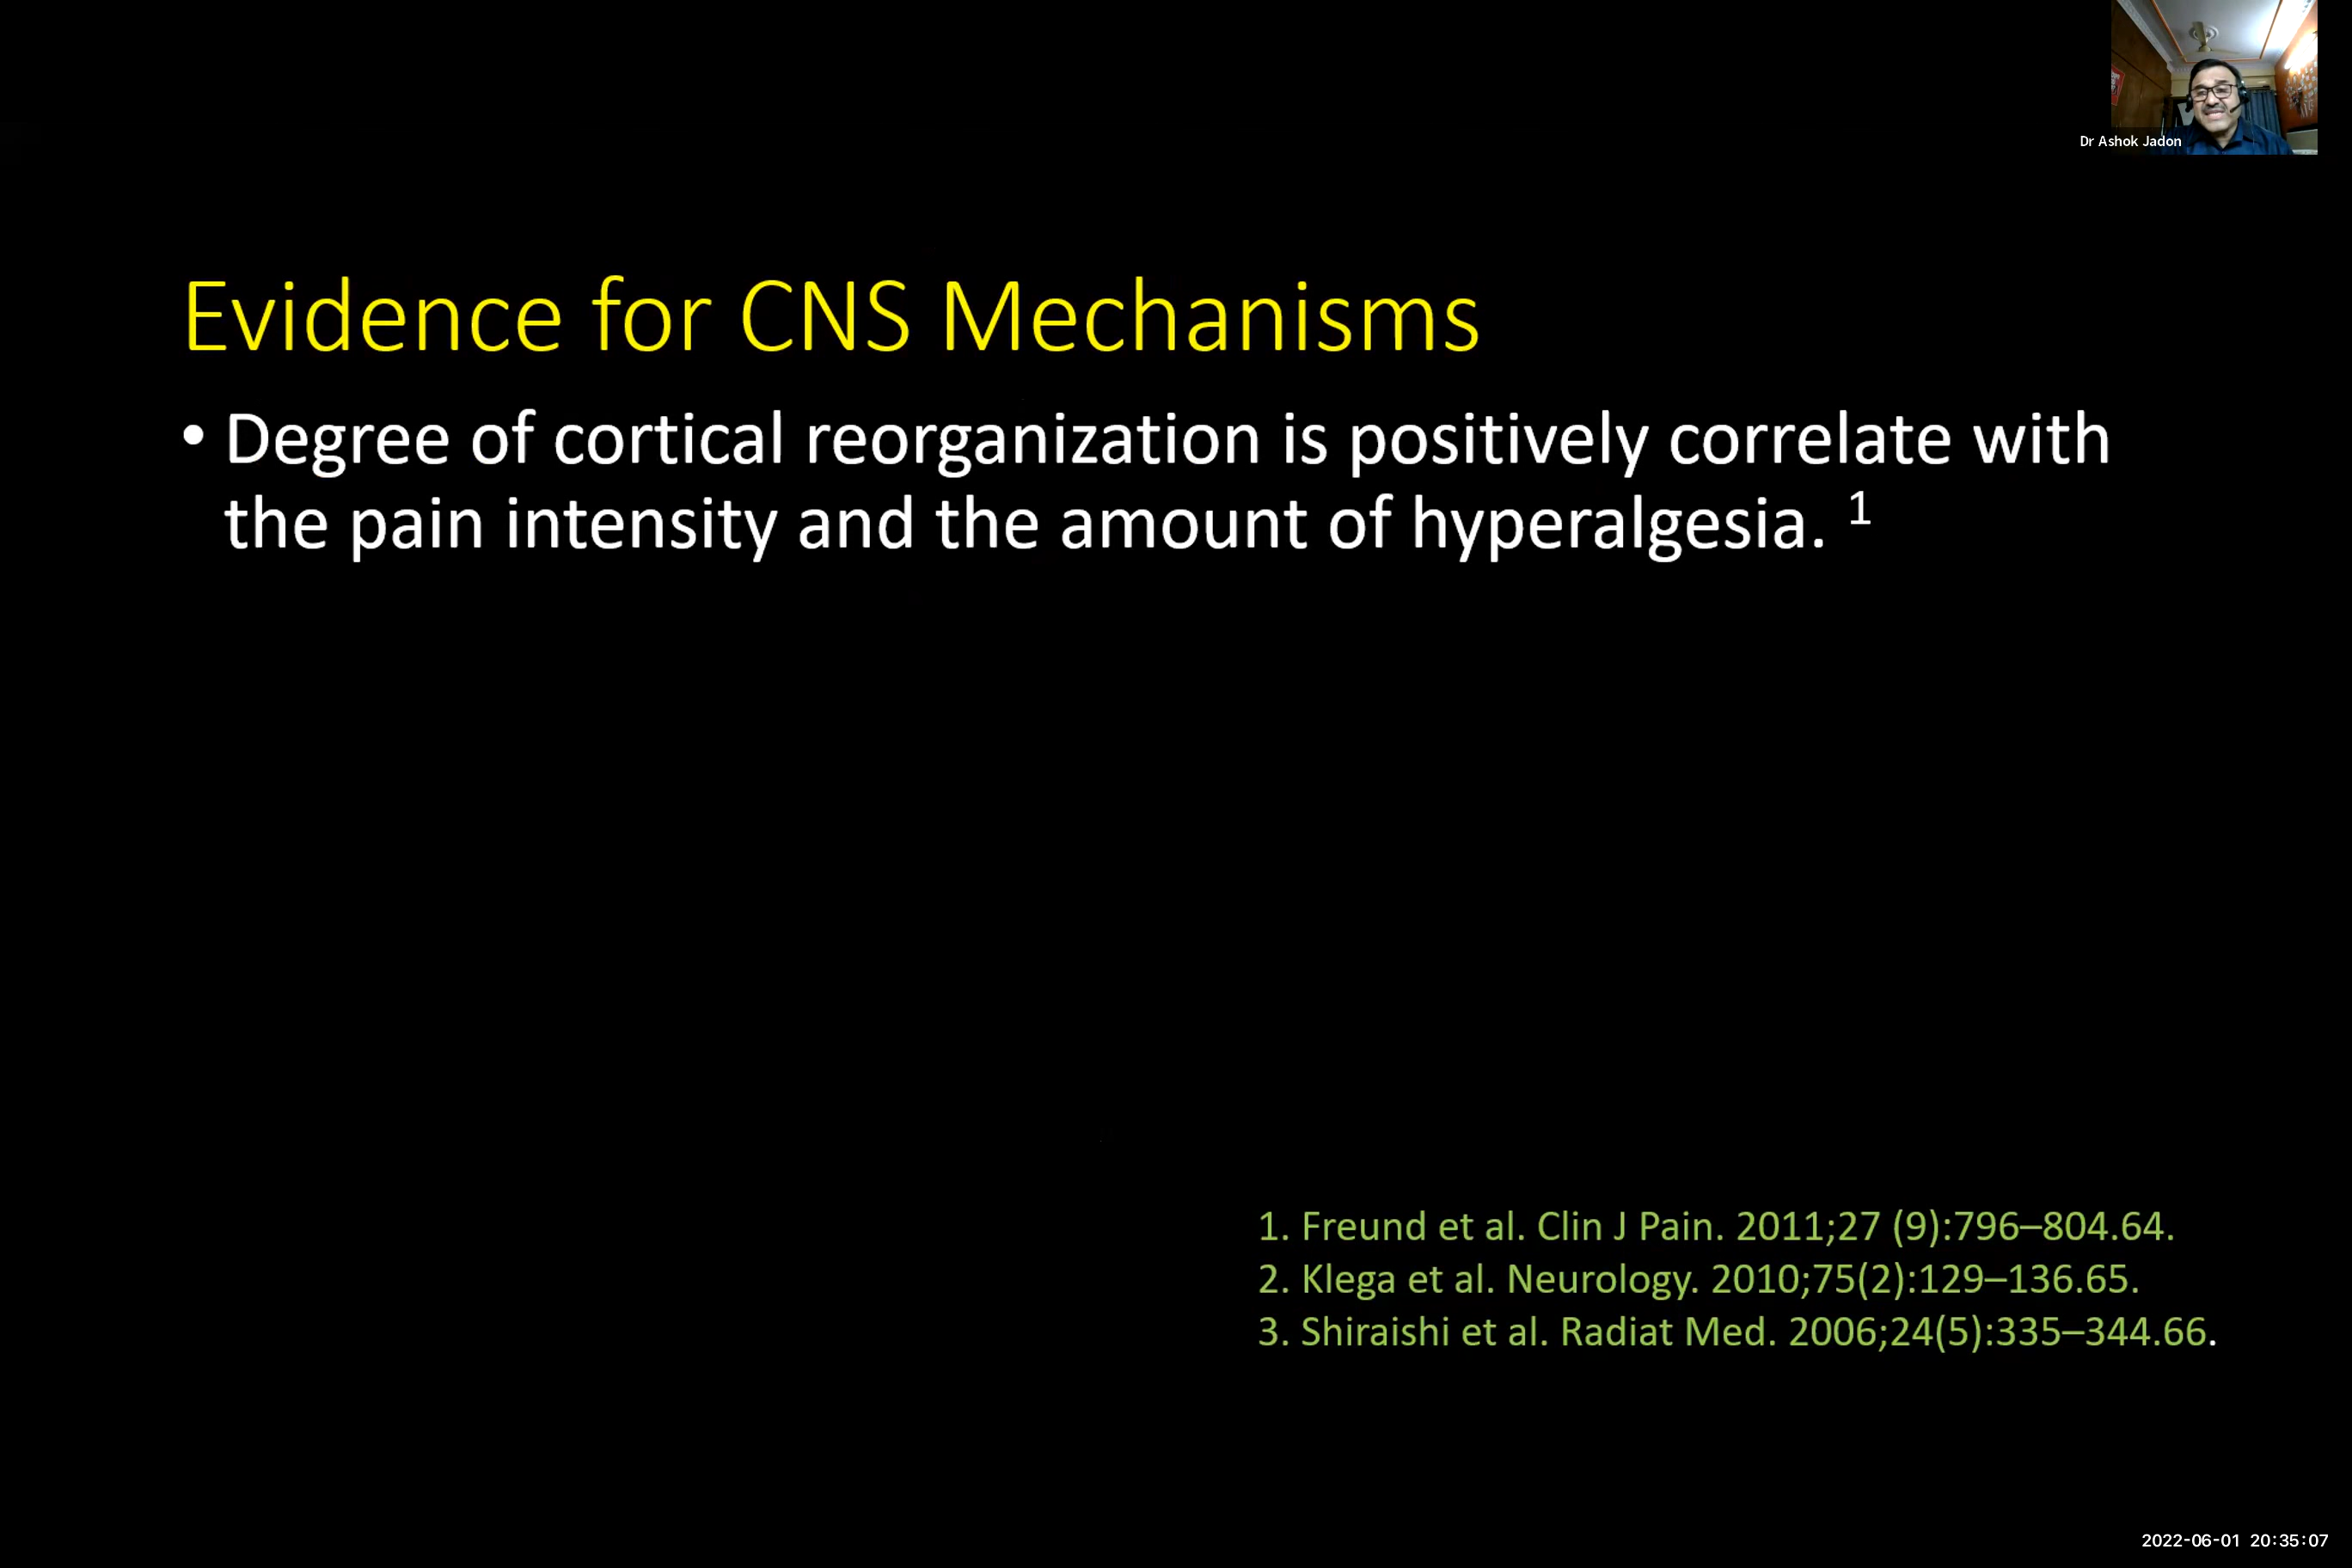 Dr Ashok Jadon
Evidence for CNS Mechanisms
• Degree of cortical reorganization is positively correlate with
the pain intensity and the amount of hyperalgesia. 1
1. Freund et al. Clin J Pain. 2011;27 (9):796–804.64.
2. Klega et al. Neurology. 2010;75(2):129–136.65.
3. Shiraishi et al. Radiat Med. 2006;24(5):335–344.66.
2022-06-01 20:35:07